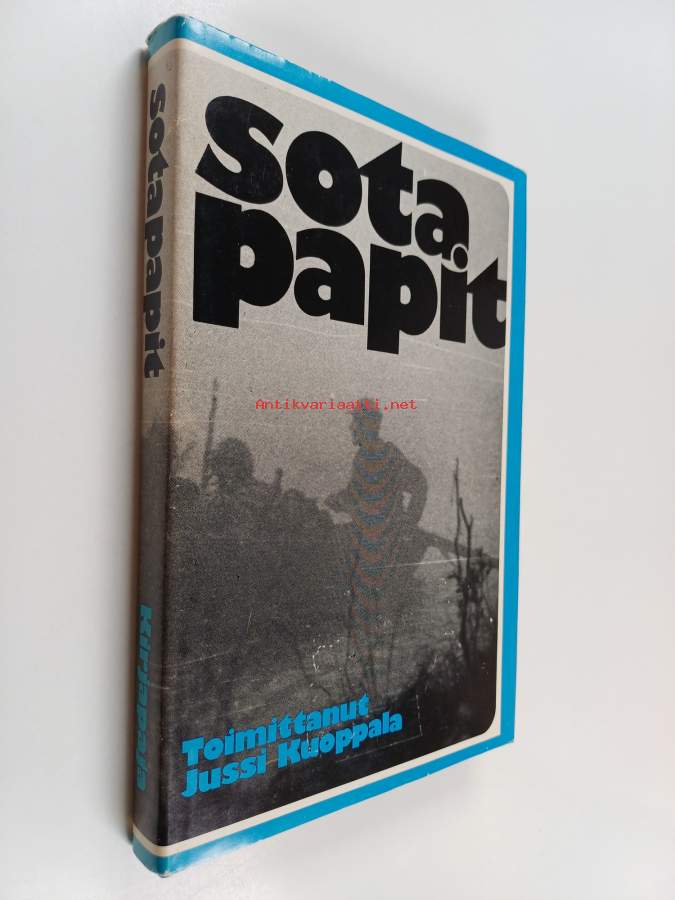 sotapapit
Kirjapaja
sota
papit
Antikvariaatti.net
Toimittanut
Jussi Kuoppala